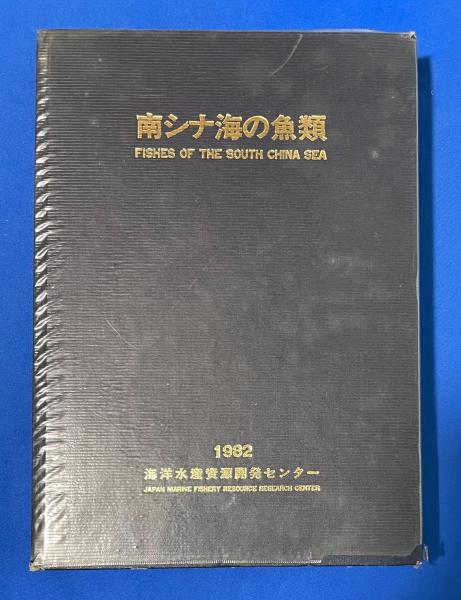 南シナ海の魚類
FISHES OF THE SOUTH CHINA SEA
1982
海洋水産資源開発センター
JAPAN MARINE FISHERY RESOURCE RESEARCH CENTER